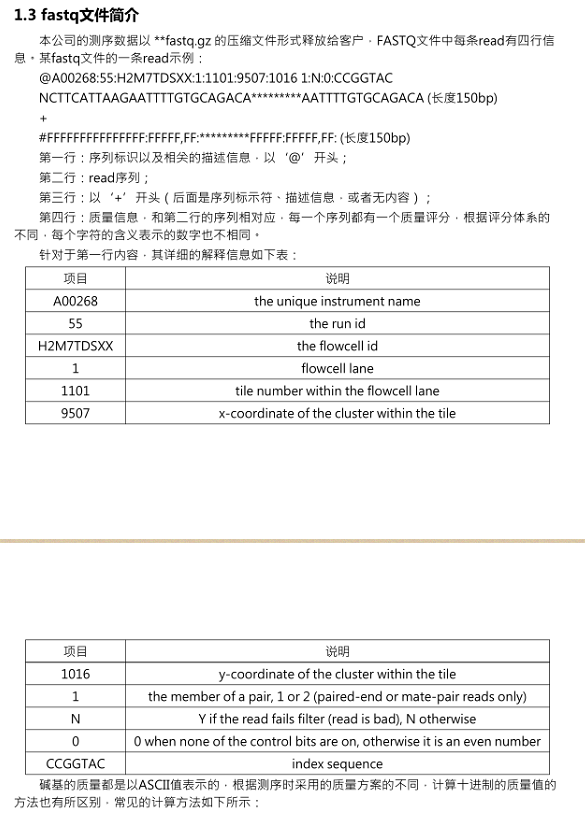 1.3 fastq文件简介
本公司的测序数据以 **fastq.gz 的压缩文件形式释放给客户，FASTQ文件中每条read有四行信
息。某fastq文件的一条read示例：
@A00268:55:H2M7TDSXX:1:1101:9507:1016 1:N:0:CCGGTAC
NCTTCATTAAGAATTTTGTGCAGACA*********AATTTTGTGCAGACA (长度150bp)
+
#FFFFFFFFFFFFFFF:FFFFF,FF:*********FFFFF:FFFFF,FF: (长度150bp)
第一行：序列标识以及相关的描述信息，以‘@’开头；
第二行：read序列；
第三行：以‘+’开头（后面是序列标示符、描述信息，或者无内容）；
第四行：质量信息，和第二行的序列相对应，每一个序列都有一个质量评分，根据评分体系的
不同，每个字符的含义表示的数字也不相同。
针对于第一行内容，其详细的解释信息如下表：
项目 说明
A00268 the unique instrument name
55 the run id
H2M7TDSXX the flowcell id
1 flowcell lane
1101 tile number within the flowcell lane
9507 x-coordinate of the cluster within the tile
项目 说明
1016 y-coordinate of the cluster within the tile
1 the member of a pair, 1 or 2 (paired-end or mate-pair reads only)
N Y if the read fails filter (read is bad), N otherwise
0 0 when none of the control bits are on, otherwise it is an even number
CCGGTAC index sequence
碱基的质量都是以ASCII值表示的，根据测序时采用的质量方案的不同，计算十进制的质量值的
方法也有所区别，常见的计算方法如下所示：